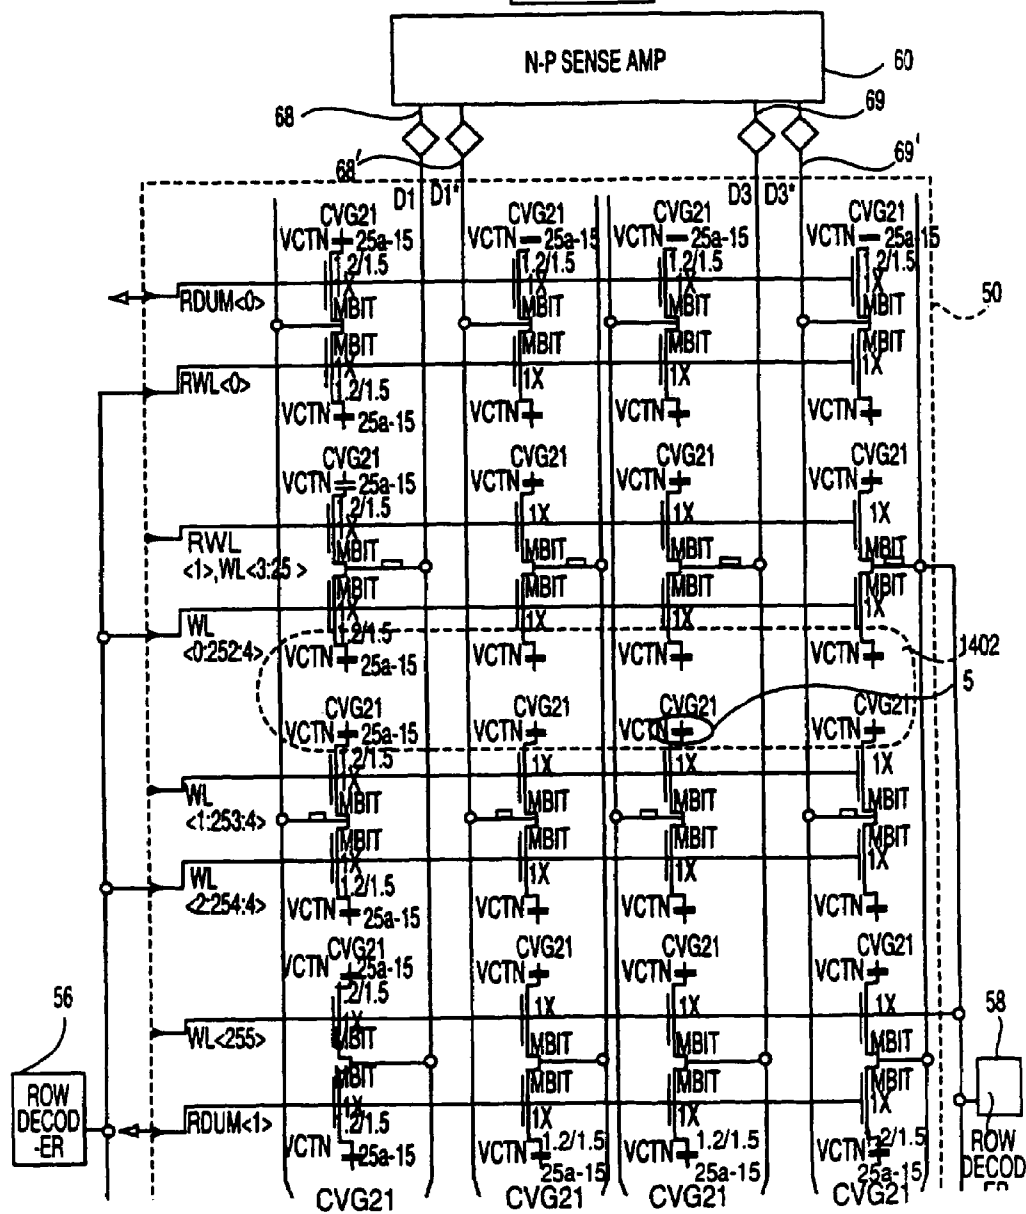 N-P SENSE AMP
60
68
69
68'
69'
D1 D1* D3 D3*
CVG21 CVG21 CVG21 CVG21
VCTN 25a-15 VCTN 25a-15 VCTN 25a-15 VCTN 25a-15
1.2/1.5 1.2/1.5 1.2/1.5 1.2/1.5
1X 1X 1X 1X
50
RDUM<0> MBIT MBIT MBIT MBIT
MBIT MBIT MBIT MBIT
RWL<0> 1X 1X 1X 1X
1.2/1.5
VCTN 25a-15 VCTN VCTN VCTN
CVG21 CVG21 CVG21 CVG21
VCTN 25a-15 VCTN VCTN VCTN
1.2/1.5
1X 1X 1X 1X
RWL MBIT MBIT MBIT MBIT
<1>,WL<3:25 >
MBIT MBIT MBIT MBIT
1X 1X 1X 1X
WL 1.2/1.5
<0:252:4> VCTN 25a-15 VCTN VCTN VCTN
1402
5
CVG21 CVG21 CVG21 CVG21
VCTN 25a-15 VCTN VCTN VCTN
1.2/1.5
1X 1X 1X 1X
WL MBIT MBIT MBIT MBIT
<1:253:4>
MBIT MBIT MBIT MBIT
1X 1X 1X 1X
WL 1.2/1.5
<2:254:4>
VCTN 25a-15 VCTN VCTN VCTN
CVG21 CVG21 CVG21 CVG21
VCTN 25a-15 VCTN VCTN VCTN
1.2/1.5
56
1X 1X 1X 1X
58
WL<255> MBIT MBIT MBIT MBIT
MBIT MBIT MBIT MBIT
ROW
DECOD
-ER
RDUM<1> 1X 1X 1X 1X
1.2/1.5 1.2/1.5 1.2/1.5 .2/1.5
VCTN 25a-15 VCTN 25a-15 VCTN 25a-15 VCTN 25a-15
ROW
DECOD
CVG21 CVG21 CVG21 CVG21